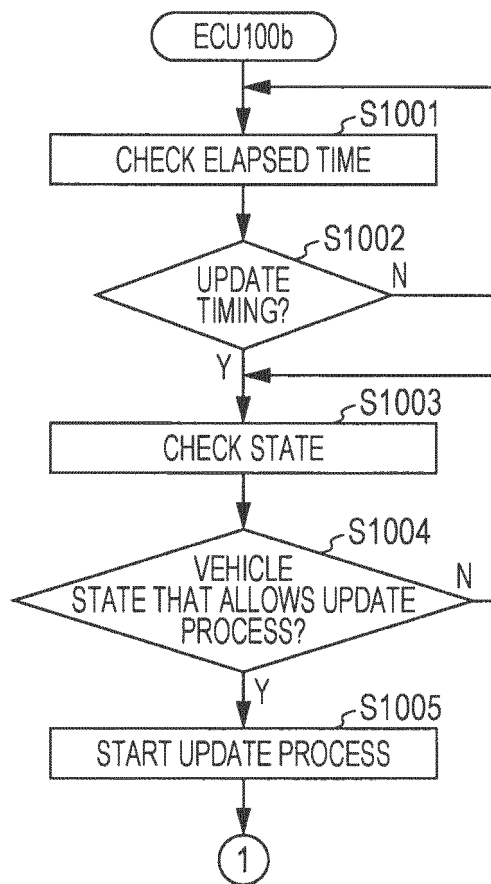 ECU100b
S1001
CHECK ELAPSED TIME
S1002
UPDATE
TIMING?
N
Y
S1003
CHECK STATE
S1004
VEHICLE
STATE THAT ALLOWS UPDATE
PROCESS?
N
Y
S1005
START UPDATE PROCESS
1